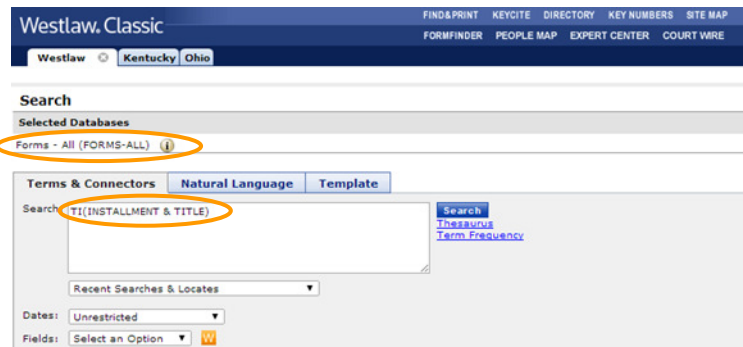 Westlaw. Classic
FIND&PRINT KEYCITE DIRECTORY KEY NUMBERS SITE MAP
FORMFINDER PEOPLE MAP EXPERT CENTER COURT WIRE
Westlaw Kentucky Ohio
Search
Selected Databases
Forms - All (FORMS-ALL) i
Terms & Connectors Natural Language Template
Search: TI(INSTALLMENT & TITLE) Search
Thesaurus
Term Frequency
Recent Searches & Locates
Dates: Unrestricted
Fields: Select an Option W